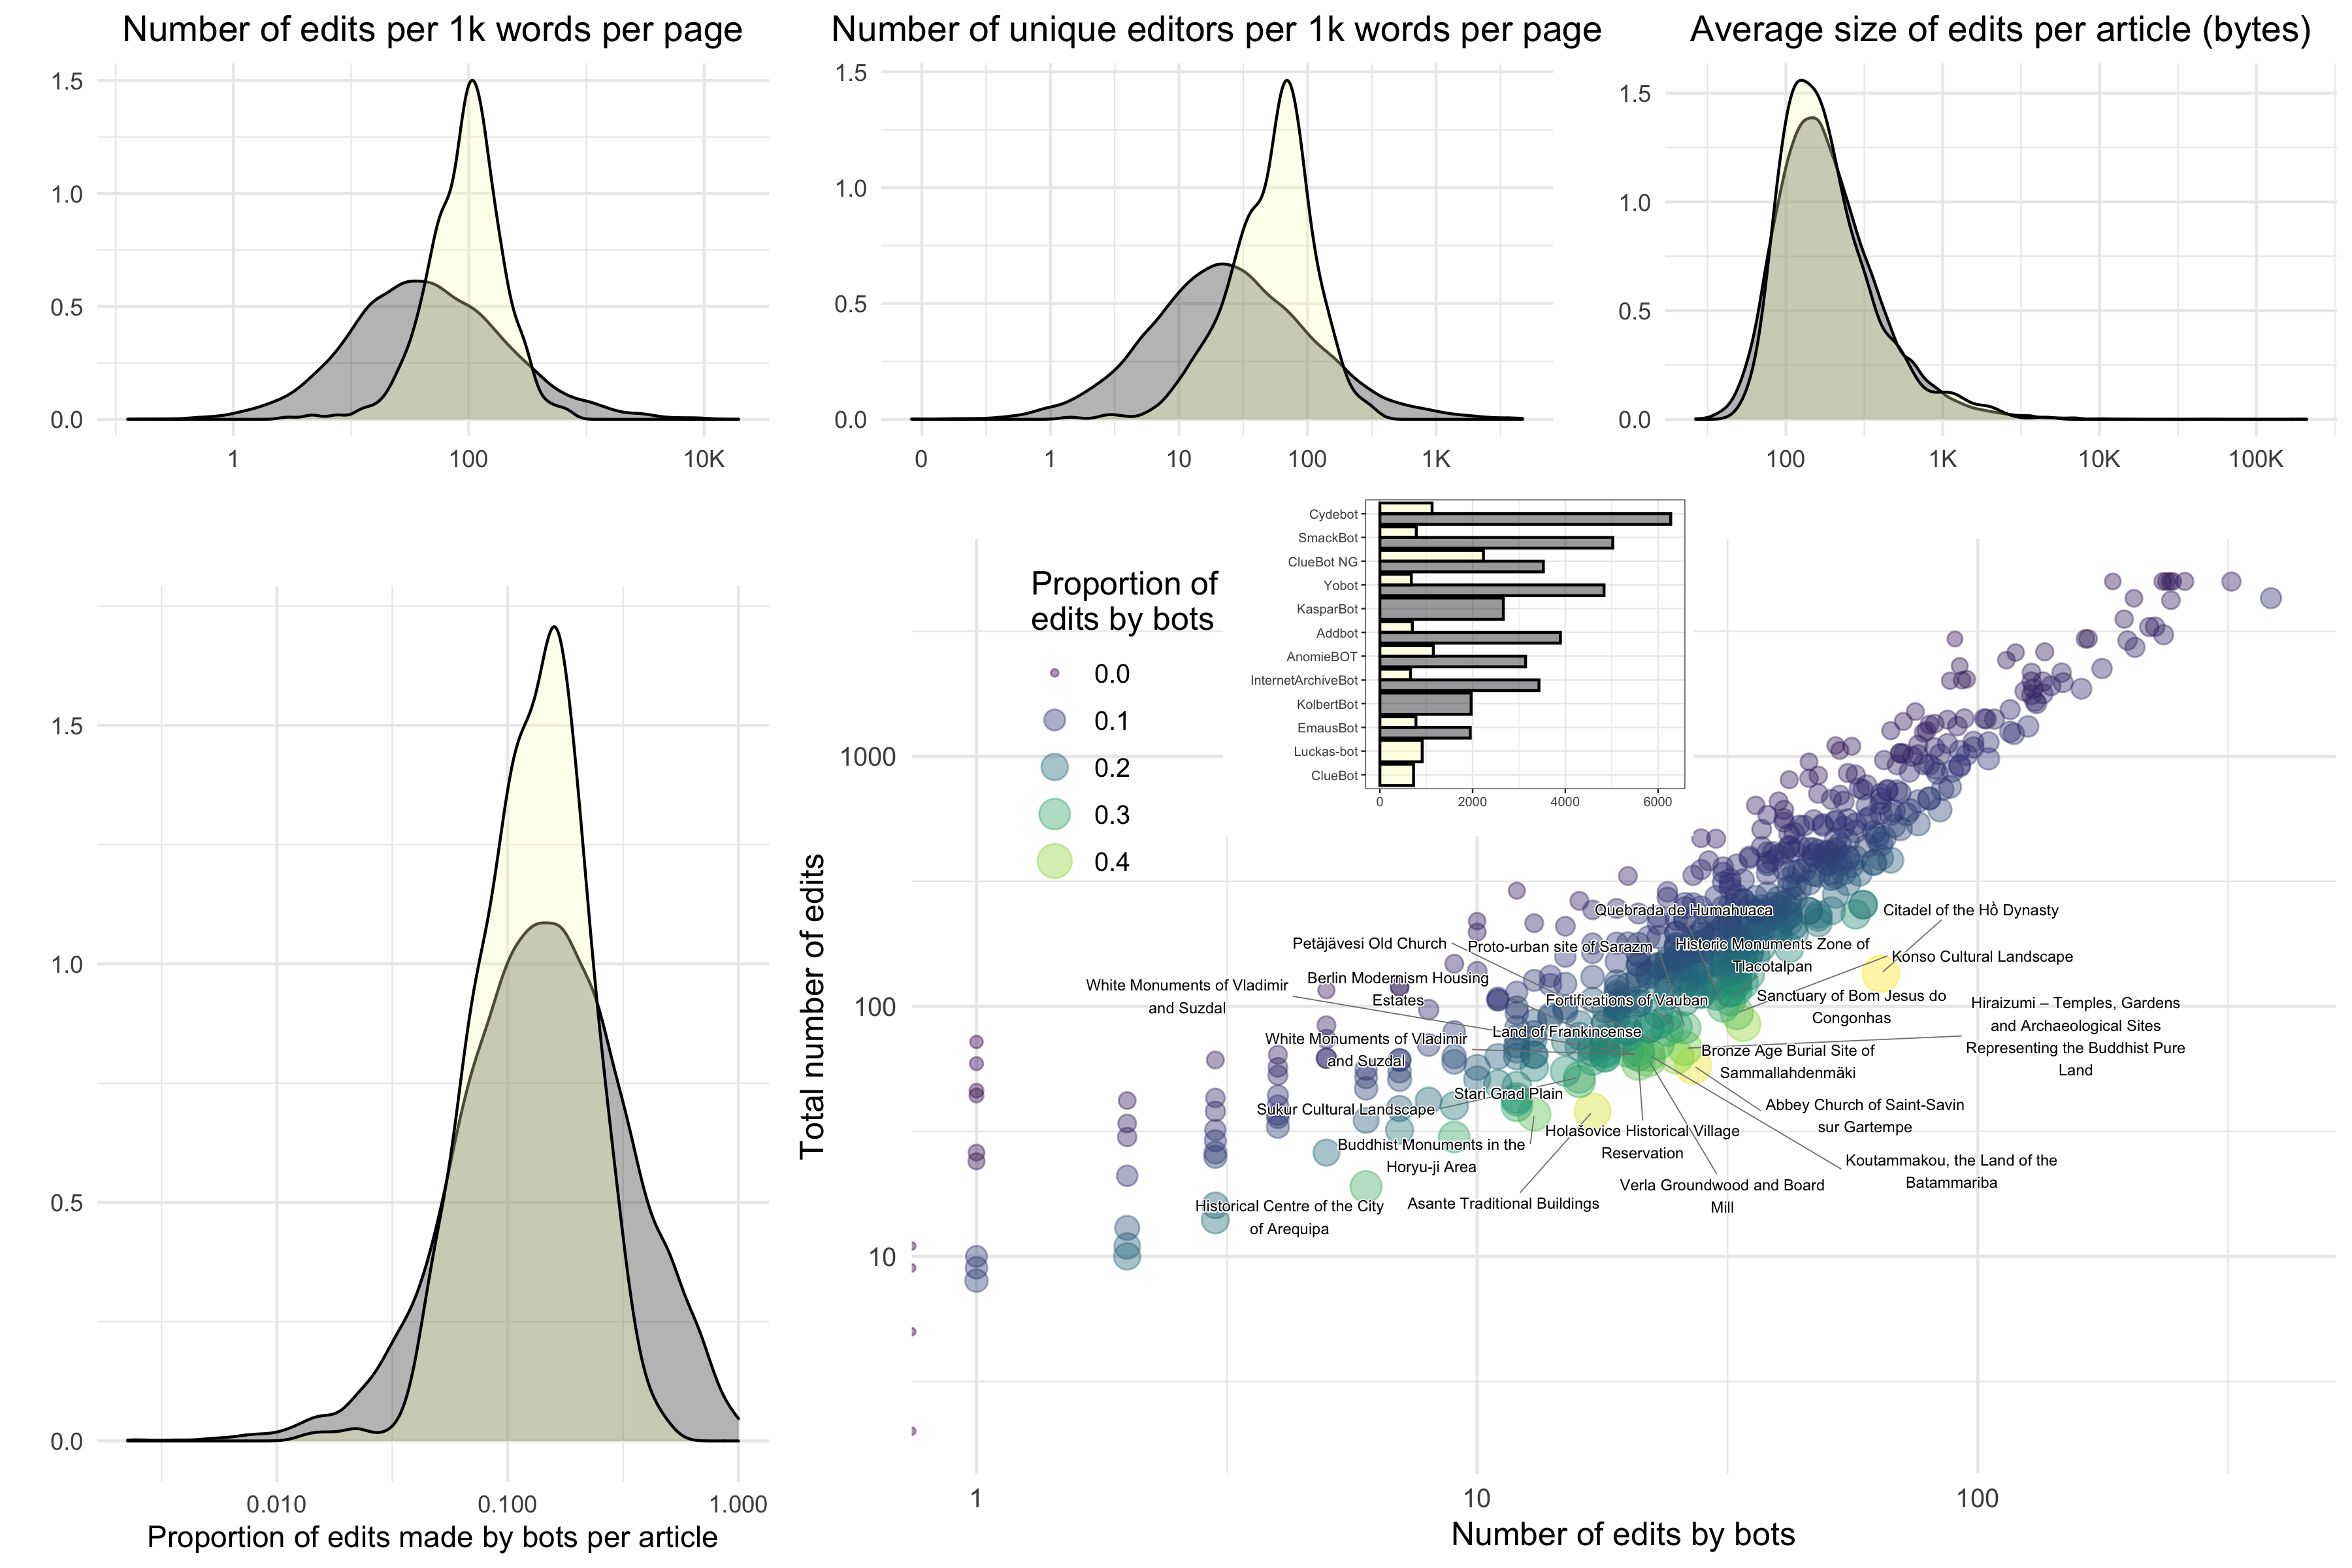 Number of edits per 1k words per page
1.5
1.0
0.5
0.0
1
100
10K
Number of unique editors per 1k words per page
1.5
1.0
0.5
0.0
0
1
10
100
1K
Average size of edits per article (bytes)
1.5
1.0
0.5
0.0
100
1K
10K
100K
1.5
1.0
0.5
0.0
0.010
0.100
1.000
Proportion of edits made by bots per article
Cydebot
SmackBot
ClueBot NG
Yobot
KasparBot
Addbot
AnomieBOT
InternetArchiveBot
KolbertBot
EmausBot
Luckas-bot
ClueBot
0
2000
4000
6000
Proportion of
edits by bots
0.0
0.1
0.2
0.3
0.4
Total number of edits
1000
100
10
Quebrada de Humahuaca
Citadel of the Hồ Dynasty
Petäjävesi Old Church
Proto-urban site of Sarazm
Historic Monuments Zone of
Tlacotalpan
Konso Cultural Landscape
White Monuments of Vladimir
and Suzdal
Berlin Modernism Housing
Estates
Fortifications of Vauban
Sanctuary of Bom Jesus do
Congonhas
Hiraizumi – Temples, Gardens
and Archaeological Sites
Representing the Buddhist Pure
Land
Land of Frankincense
White Monuments of Vladimir
and Suzdal
Bronze Age Burial Site of
Sammallahdenmäki
Stari Grad Plain
Sukur Cultural Landscape
Abbey Church of Saint-Savin
sur Gartempe
Buddhist Monuments in the
Horyu-ji Area
Holašovice Historical Village
Reservation
Koutammakou, the Land of the
Batammariba
Verla Groundwood and Board
Mill
Asante Traditional Buildings
Historical Centre of the City
of Arequipa
1
10
100
Number of edits by bots